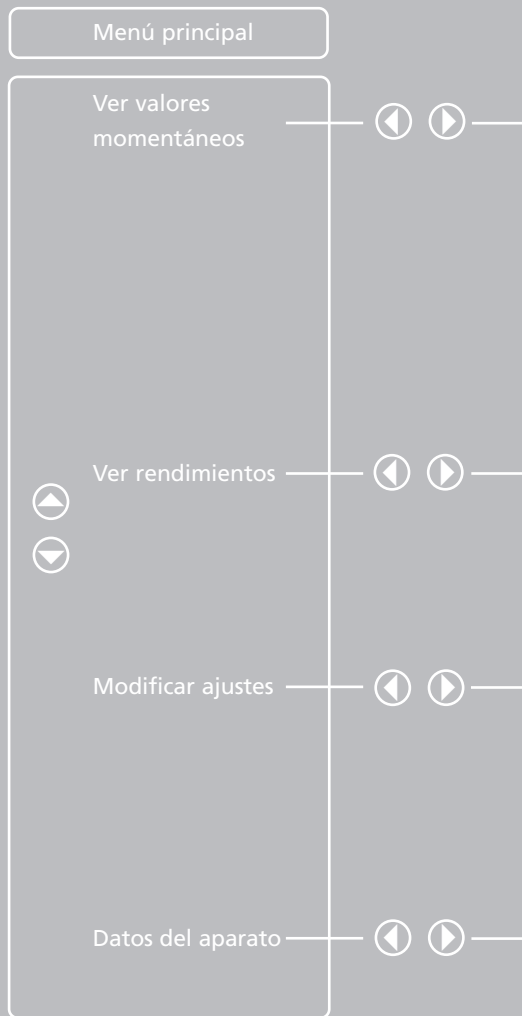 Menú principal
Ver valores
momentáneos
Ver rendimientos
Modificar ajustes
Datos del aparato